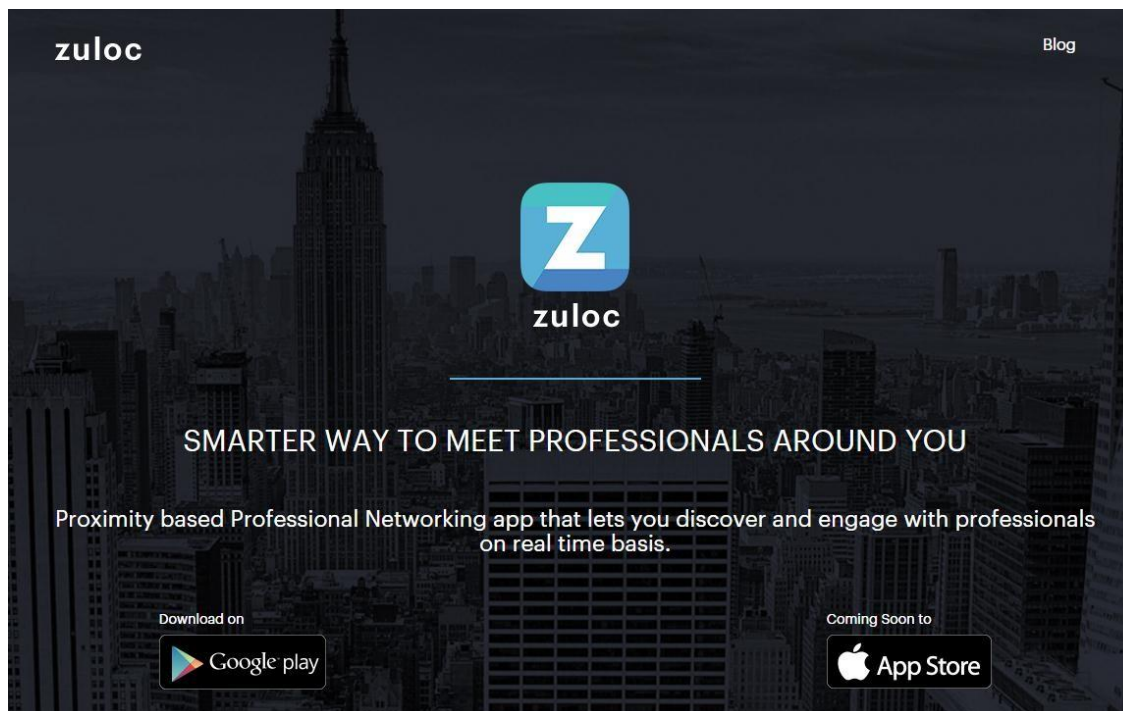 zuloc
Blog
Z
zuloc
SMARTER WAY TO MEET PROFESSIONALS AROUND YOU
Proximity based Professional Networking app that lets you discover and engage with professionals
on real time basis.
Download on
Google play
Coming Soon to
App Store